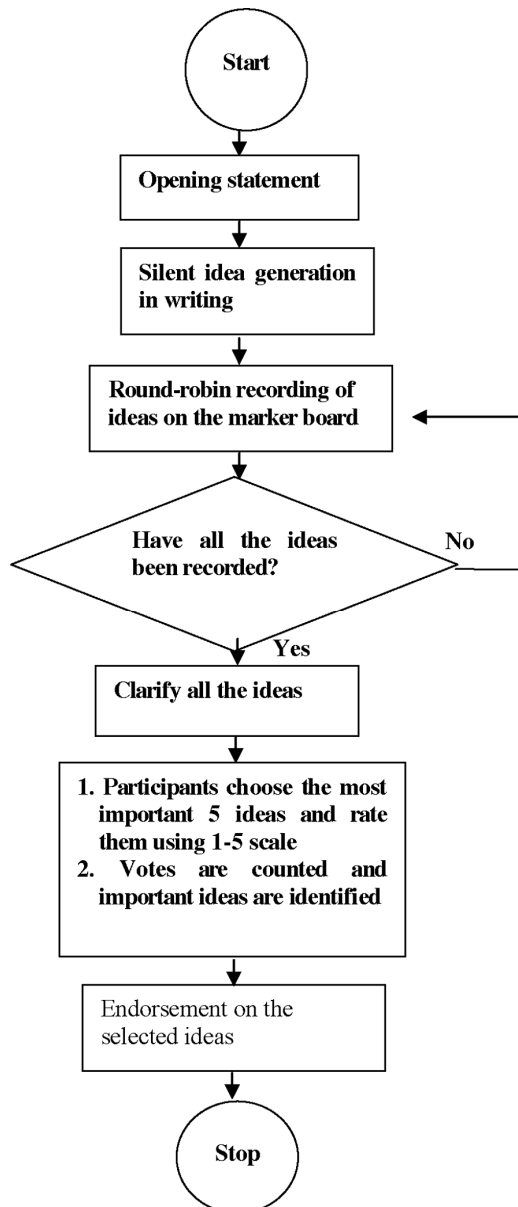 Start
Opening statement
Silent idea generation
in writing
Round-robin recording of
ideas on the marker board
Have all the ideas
been recorded?
No
Yes
Clarify all the ideas
1. Participants choose the most
important 5 ideas and rate
them using 1-5 scale
2. Votes are counted and
important ideas are identified
Endorsement on the
selected ideas
Stop